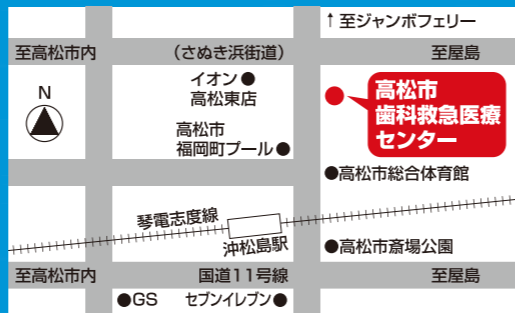 ↑至ジャンボフェリー
至高松市内
（さぬき浜街道）
至屋島
N
イオン●
高松東店
高松市
歯科救急医療
センター
高松市
福岡町プール●
●高松市総合体育館
琴電志度線
沖松島駅
●高松市斎場公園
至高松市内
国道11号線
至屋島
●GS
セブンイレブン●